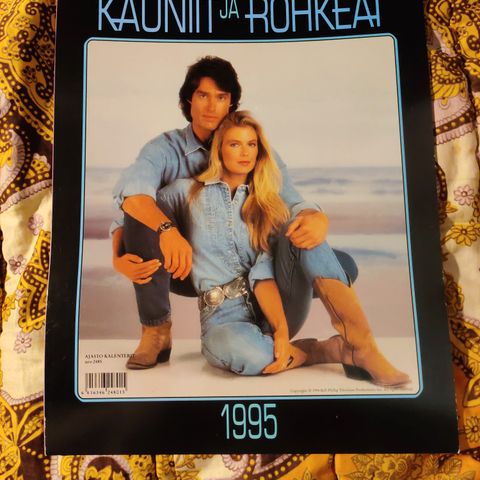 KAUNIIT JA ROHKEAT
AJASTO KALENTERIT
1995